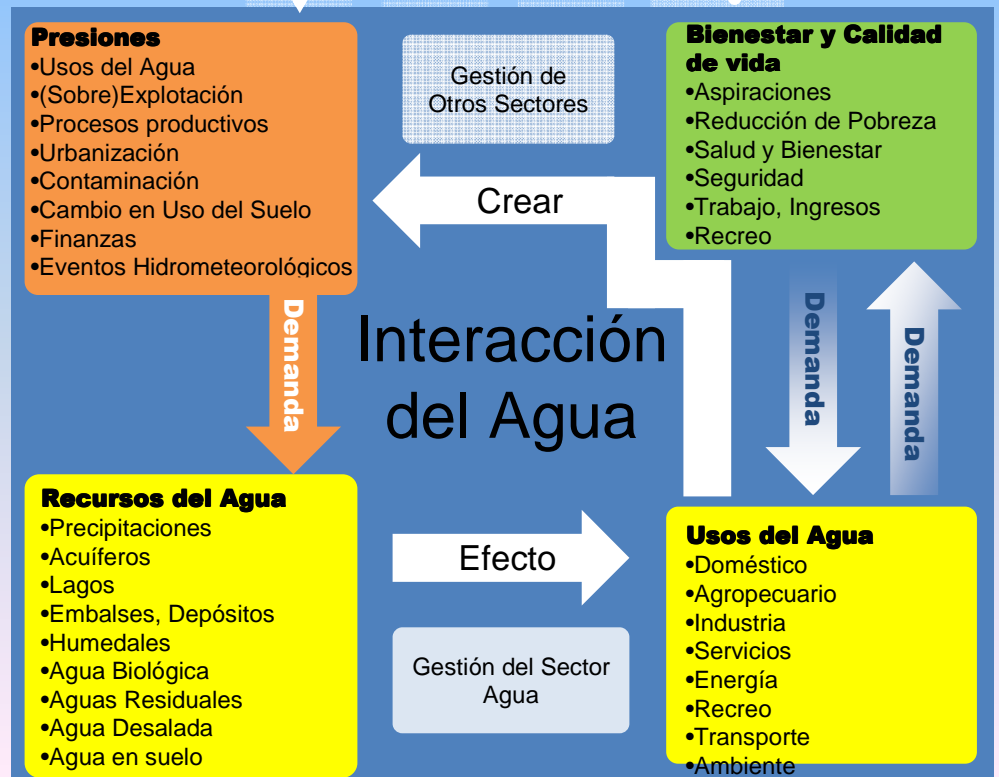 Presiones
•Usos del Agua
•(Sobre)Explotación
•Procesos productivos
•Urbanización
•Contaminación
•Cambio en Uso del Suelo
•Finanzas
•Eventos Hidrometeorológicos
Gestión de
Otros Sectores
Bienestar y Calidad
de vida
•Aspiraciones
•Reducción de Pobreza
•Salud y Bienestar
•Seguridad
•Trabajo, Ingresos
•Recreo
Crear
Demanda
Interacción
del Agua
Demanda
Demanda
Recursos del Agua
•Precipitaciones
•Acuíferos
•Lagos
•Embalses, Depósitos
•Humedales
•Agua Biológica
•Aguas Residuales
•Agua Desalada
•Agua en suelo
Efecto
Gestión del Sector
Agua
Usos del Agua
•Doméstico
•Agropecuario
•Industria
•Servicios
•Energía
•Recreo
•Transporte
•Ambiente